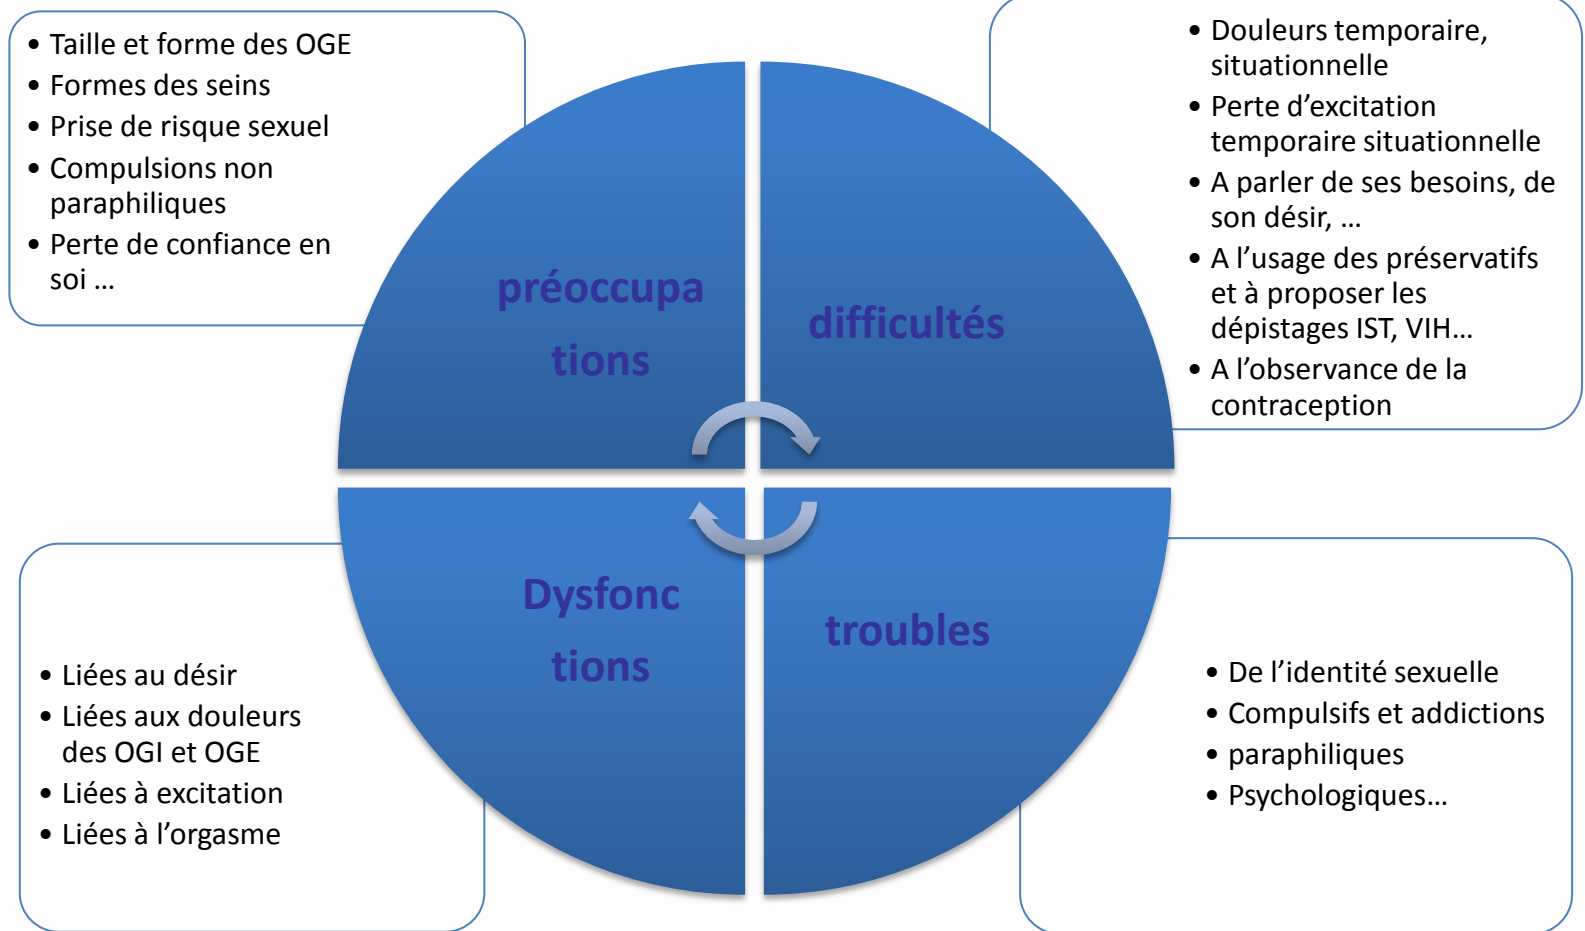 • Taille et forme des OGE
• Formes des seins
• Prise de risque sexuel
• Compulsions non
paraphiliques
• Perte de confiance en
soi ...
préoccupa
tions
• Douleurs temporaire,
situationnelle
• Perte d’excitation
temporaire situationnelle
• A parler de ses besoins, de
son désir, ...
• A l’usage des préservatifs
et à proposer les
dépistages IST, VIH...
• A l’observance de la
contraception
difficultés
• Liées au désir
• Liées aux douleurs
des OGI et OGE
• Liées à excitation
• Liées à l’orgasme
Dysfonc
tions
troubles
• De l’identité sexuelle
• Compulsifs et addictions
• paraphiliques
• Psychologiques...